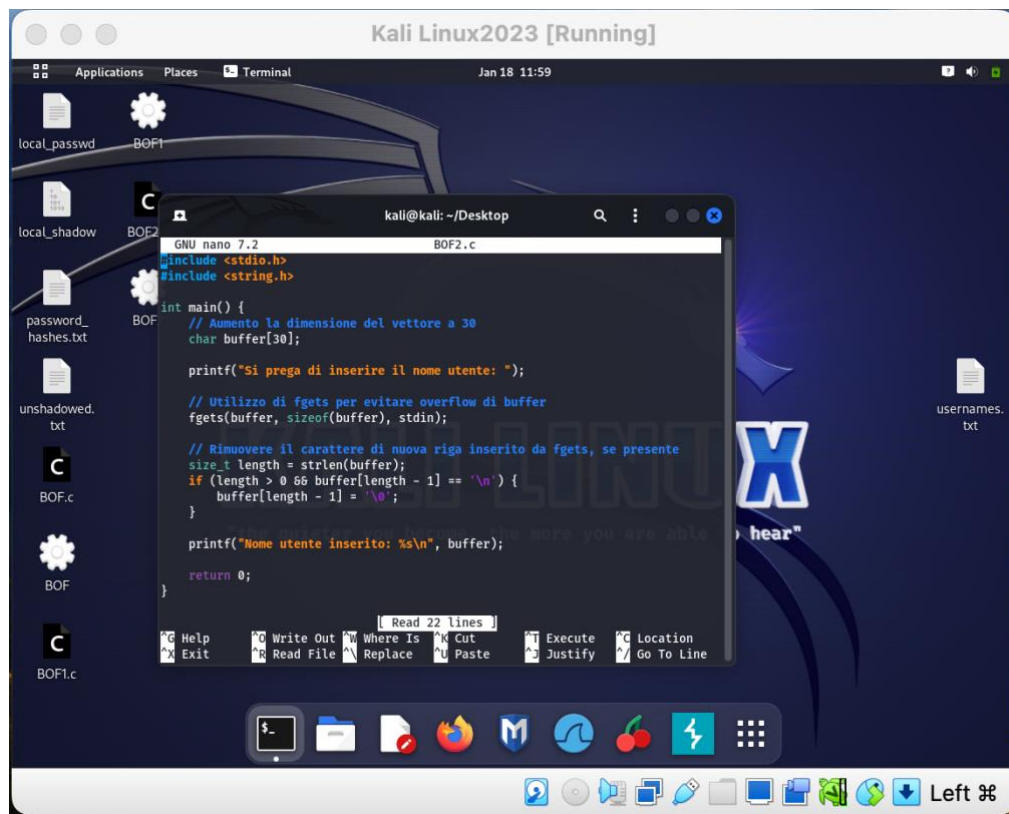 Kali Linux2023 [Running]
Applications Places Terminal Jan 18 11:59
local_passwd
BOF1
local_shadow
BOF2
password_
hashes.txt
BOF
unshadowed.
txt
BOF.c
BOF
BOF1.c
usernames.
txt
kali@kali: ~/Desktop
GNU nano 7.2 BOF2.c
#include <stdio.h>
#include <string.h>
int main() {
// Aumento la dimensione del vettore a 30
char buffer[30];
printf("Si prega di inserire il nome utente: ");
// Utilizzo di fgets per evitare overflow di buffer
fgets(buffer, sizeof(buffer), stdin);
// Rimuovere il carattere di nuova riga inserito da fgets, se presente
size_t length = strlen(buffer);
if (length > 0 && buffer[length - 1] == '\n') {
buffer[length - 1] = '\0';
}
printf("Nome utente inserito: %s\n", buffer);
return 0;
}
[ Read 22 lines ]
^G Help ^O Write Out ^W Where Is ^K Cut ^T Execute ^C Location
^X Exit ^R Read File ^\ Replace ^U Paste ^J Justify ^/ Go To Line
hear"
Left ⌘